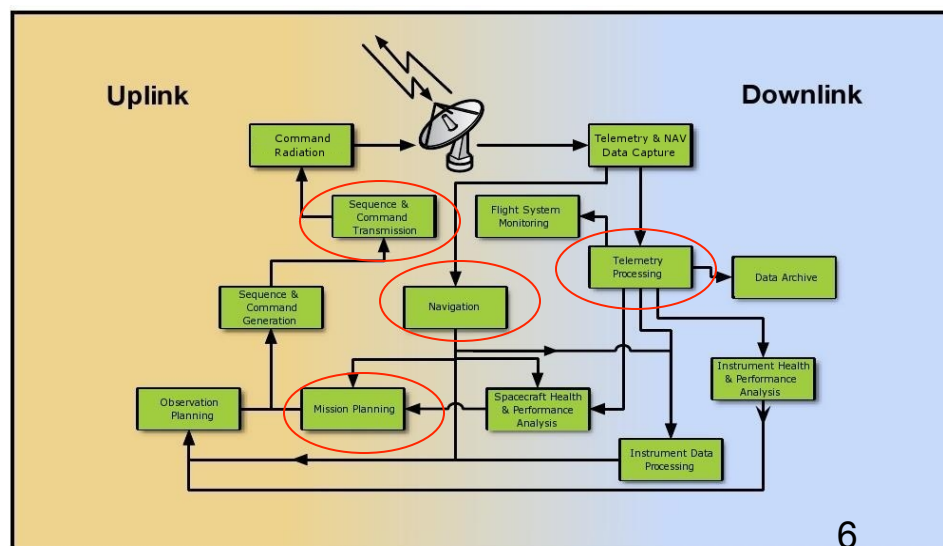 Uplink
Downlink
Command
Radiation
Telemetry & NAV
Data Capture
Sequence &
Command
Transmission
Flight System
Monitoring
Telemetry
Processing
Data Archive
Sequence &
Command
Generation
Navigation
Instrument Health
& Performance
Analysis
Observation
Planning
Mission Planning
Spacecraft Health
& Performance
Analysis
Instrument Data
Processing
6